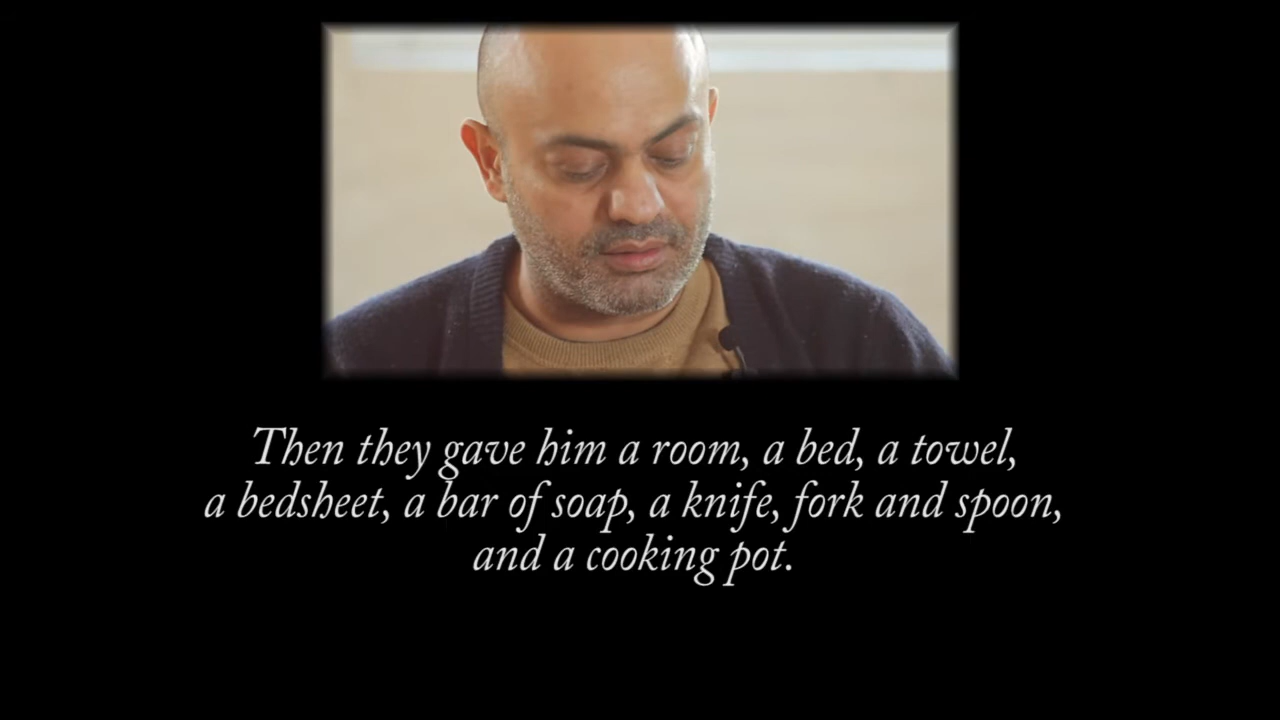 Then they gave him a room, a bed, a towel,
a bedsheet, a bar of soap, a knife, fork and spoon,
and a cooking pot.